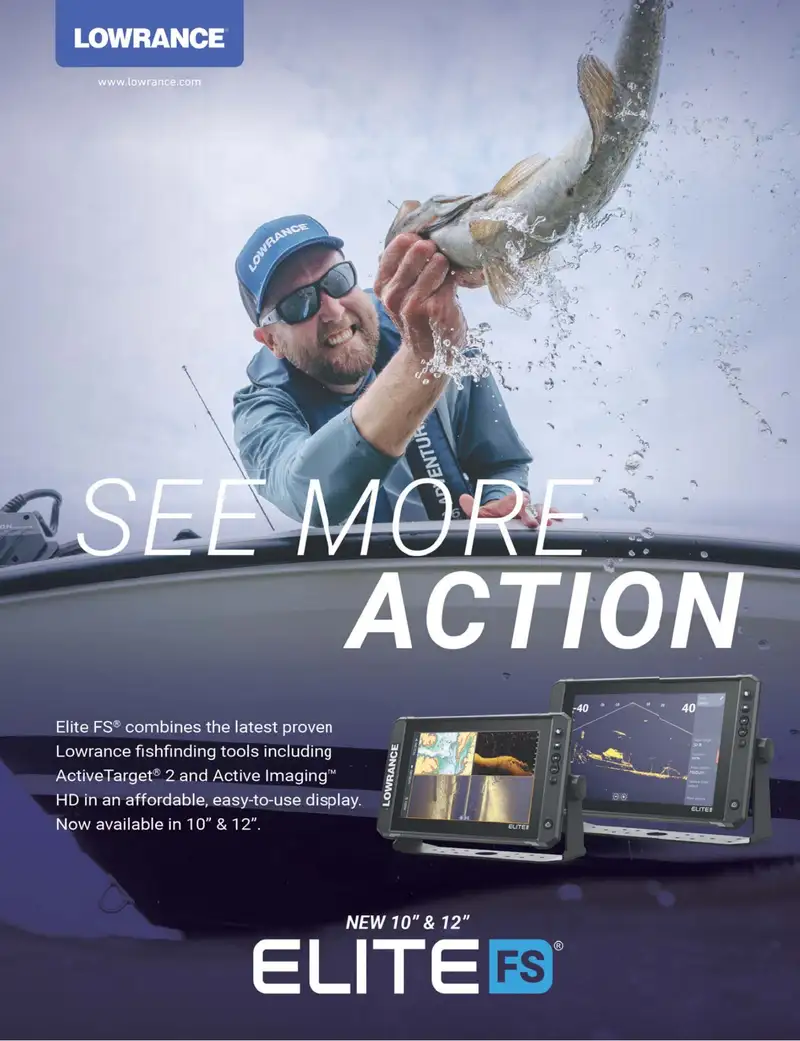 LOWRANCE®
www.lowrance.com
LOWRANCE
SEE MORE
ACTION
Elite FS® combines the latest proven
Lowrance fishfinding tools including
ActiveTarget® 2 and Active Imaging™
HD in an affordable, easy-to-use display.
Now available in 10” & 12”.
LOWRANCE
ELITE
-40
40
ELITE
NEW 10” & 12”
ELITE FS®